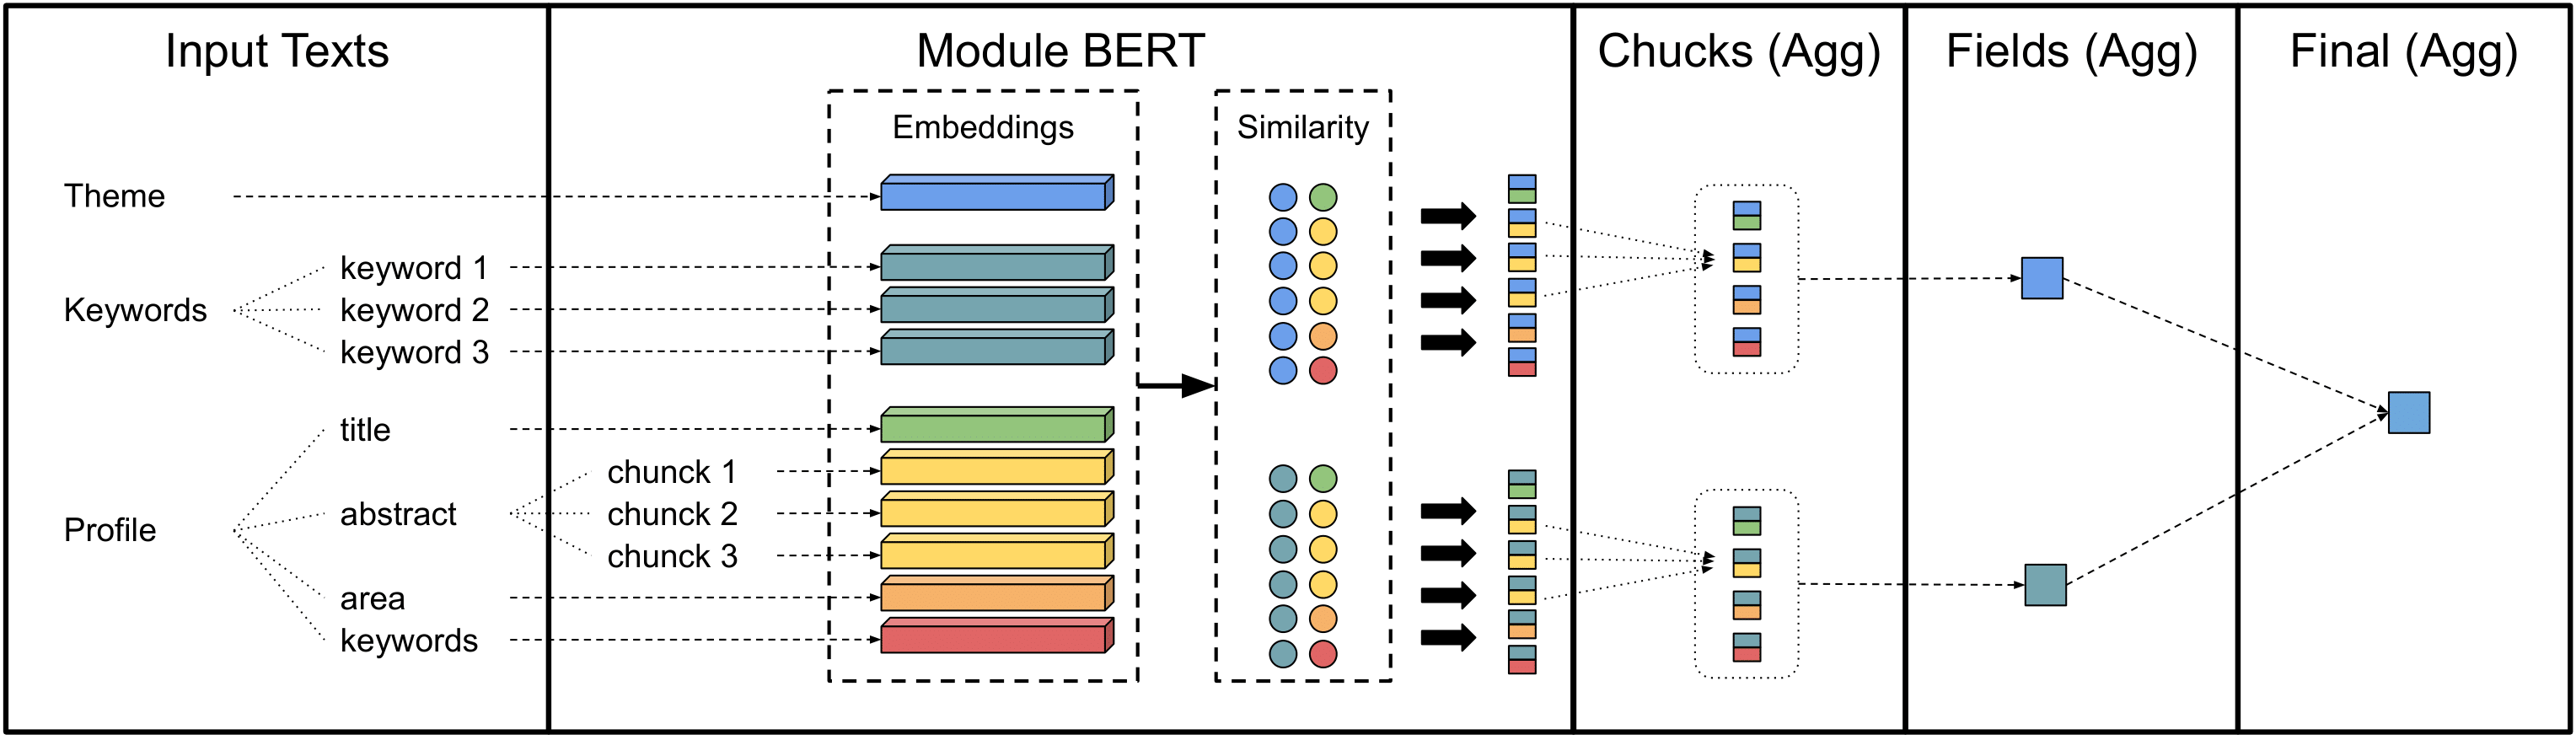 Input Texts
Module BERT
Chucks (Agg)
Fields (Agg)
Final (Agg)
Embeddings
Similarity
Theme
Keywords
keyword 1
keyword 2
keyword 3
Profile
title
abstract
chunck 1
chunck 2
chunck 3
area
keywords